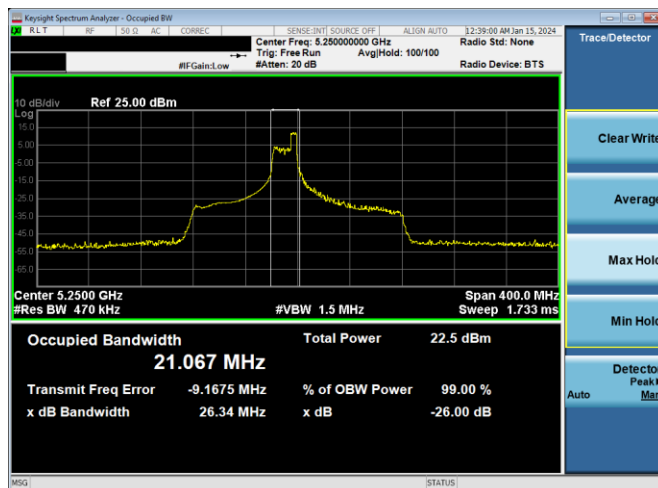 Keysight Spectrum Analyzer - Occupied BW
LXI R L T RF 50 Ω AC CORREC SENSE:INT SOURCE OFF ALIGN AUTO 12:39:00 AM Jan 15, 2024
Center Freq: 5.250000000 GHz Radio Std: None
Trig: Free Run Avg|Hold: 100/100
#IFGain:Low #Atten: 20 dB Radio Device: BTS
10 dB/div Ref 25.00 dBm
Log
15.0
5.00
-5.00
-15.0
-25.0
-35.0
-45.0
-55.0
-65.0
Center 5.2500 GHz Span 400.0 MHz
#Res BW 470 kHz #VBW 1.5 MHz Sweep 1.733 ms
Occupied Bandwidth Total Power 22.5 dBm
21.067 MHz
Transmit Freq Error -9.1675 MHz % of OBW Power 99.00 %
x dB Bandwidth 26.34 MHz x dB -26.00 dB
MSG STATUS
Trace/Detector
Clear Write
Average
Max Hold
Min Hold
Detector
Peak
Auto Man